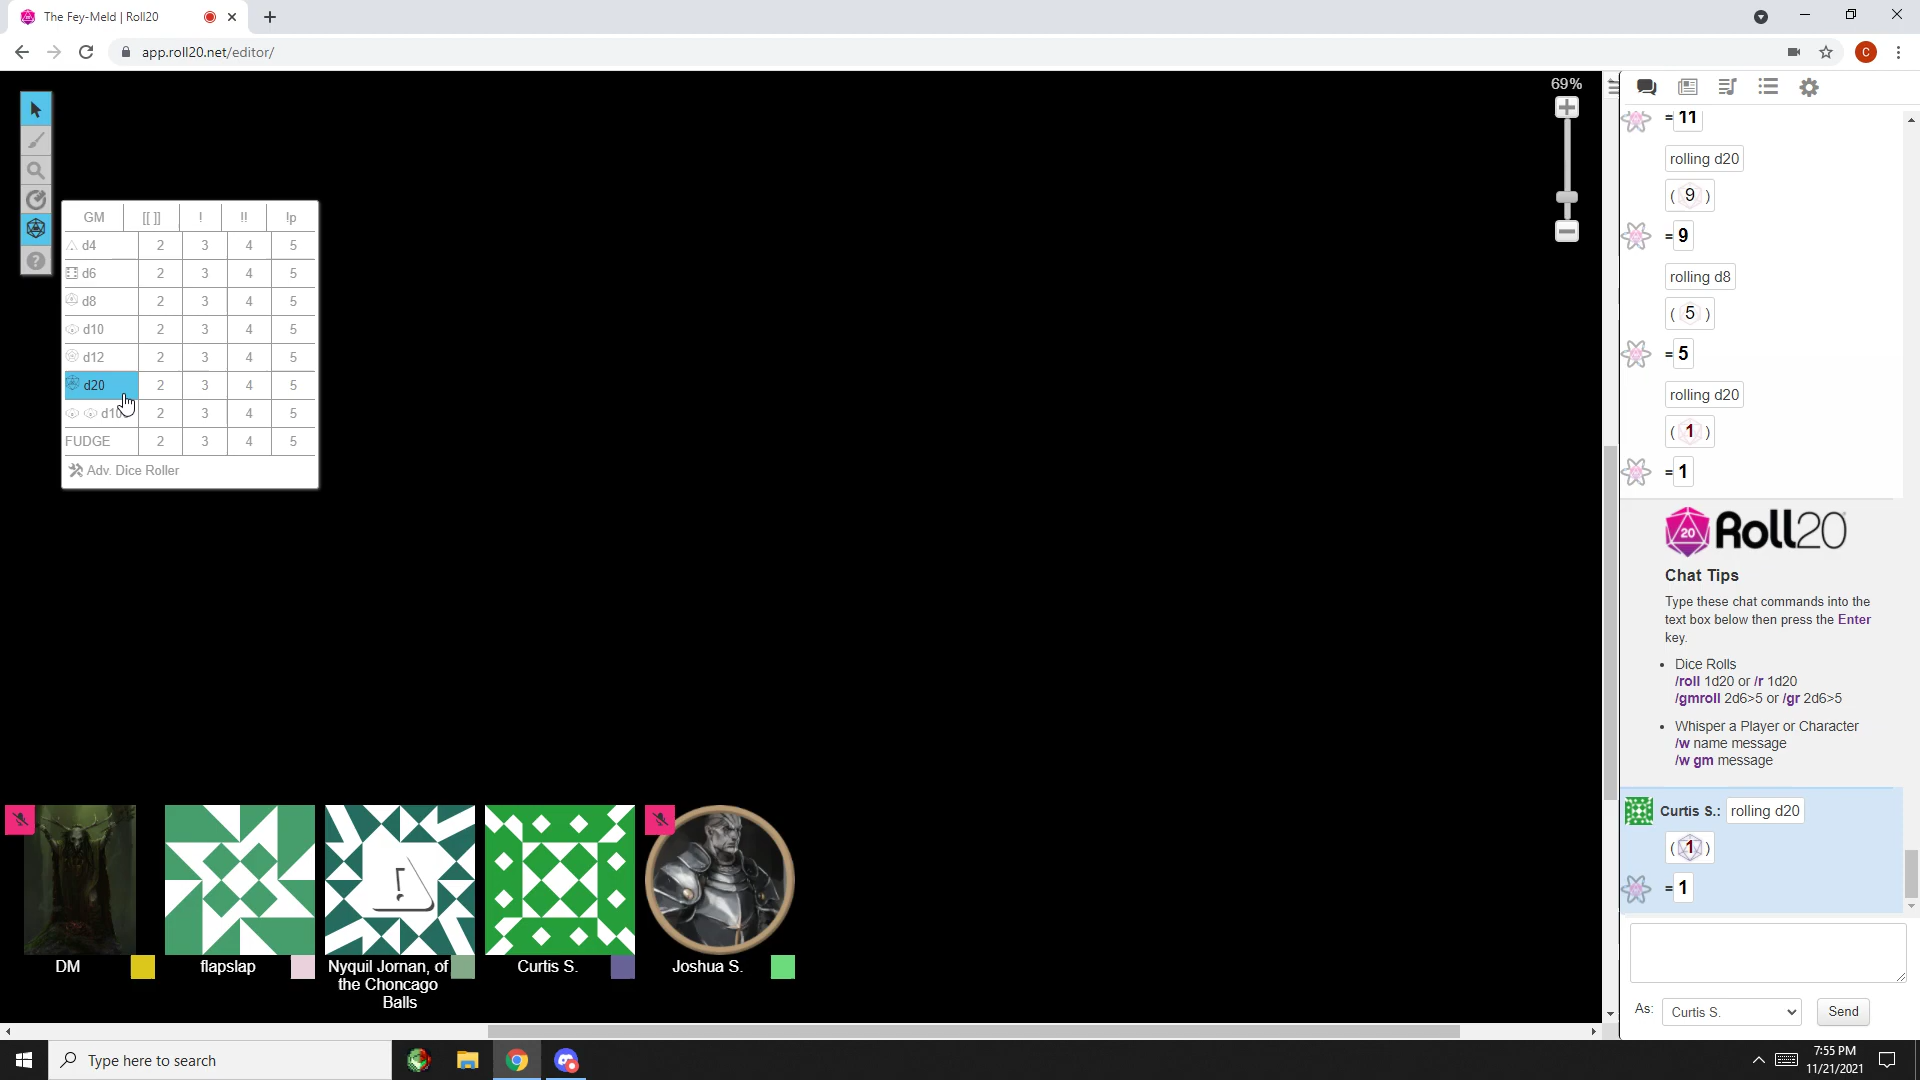 The Fey-Meld | Roll20
app.roll20.net/editor/
C
69%
GM [[ ]] ! !! !p
d4 2 3 4 5
d6 2 3 4 5
d8 2 3 4 5
d10 2 3 4 5
d12 2 3 4 5
d20 2 3 4 5
2 3 4 5
FUDGE 2 3 4 5
Adv. Dice Roller
=11
rolling d20
(9)
=9
rolling d8
(5)
=5
rolling d20
(1)
=1
20 Roll20
Chat Tips
Type these chat commands into the
text box below then press the Enter
key.
• Dice Rolls
/roll 1d20 or /r 1d20
/gmroll 2d6>5 or /gr 2d6>5
• Whisper a Player or Character
/w name message
/w gm message
Curtis S.: rolling d20
(1)
=1
As: Curtis S. Send
DM
flapslap
Nyquil Jornan, of
the Choncago
Balls
Curtis S.
Joshua S.
Type here to search
7:55 PM
11/21/2021